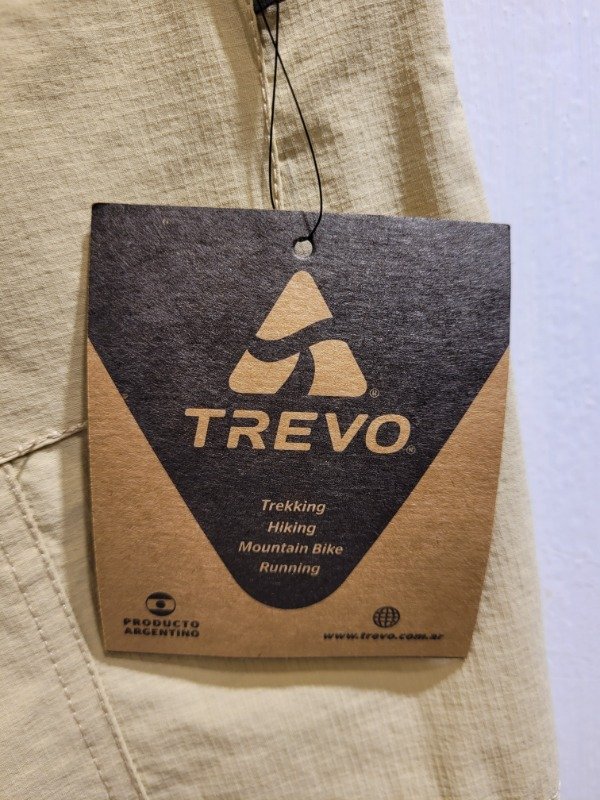 ®
TREVO®
Trekking
Hiking
Mountain Bike
Running
PRODUCTO
ARGENTINO
www.trevo.com.ar